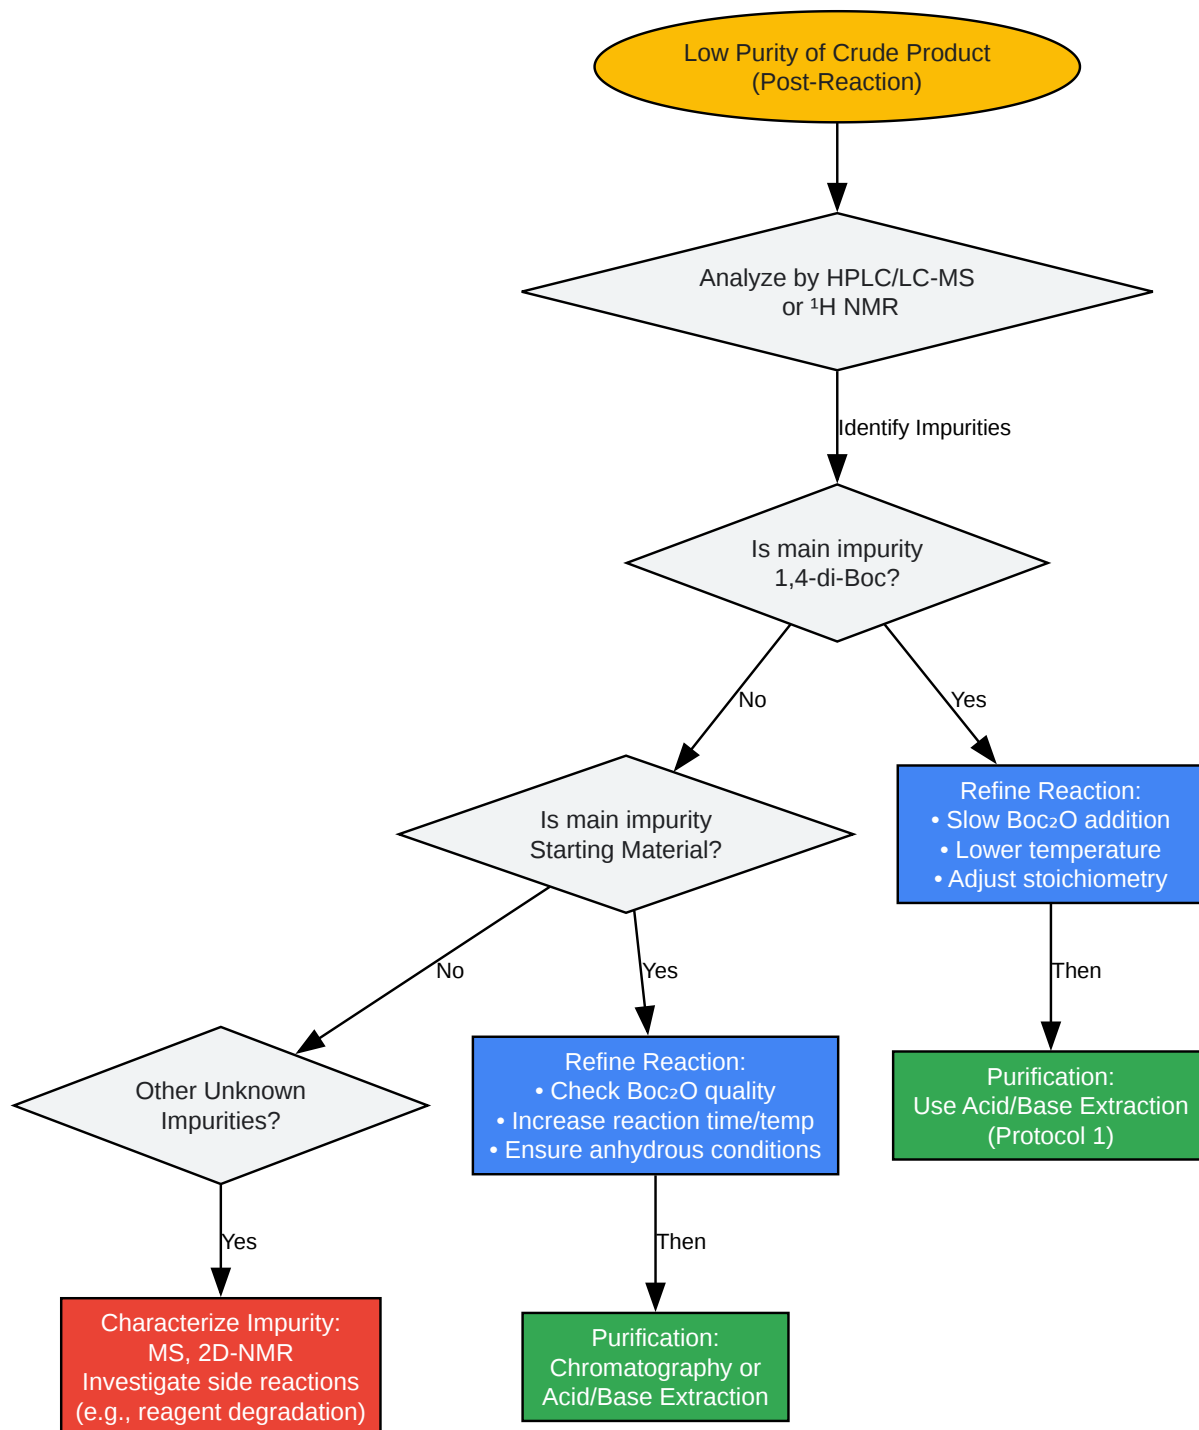 Low Purity of Crude Product
(Post-Reaction)
Analyze by HPLC/LC-MS
or ¹H NMR
Identify Impurities
Is main impurity
1,4-di-Boc?
No
Yes
Is main impurity
Starting Material?
Refine Reaction:
• Slow Boc₂O addition
• Lower temperature
• Adjust stoichiometry
No
Yes
Then
Other Unknown
Impurities?
Refine Reaction:
• Check Boc₂O quality
• Increase reaction time/temp
• Ensure anhydrous conditions
Purification:
Use Acid/Base Extraction
(Protocol 1)
Yes
Then
Characterize Impurity:
MS, 2D-NMR
Investigate side reactions
(e.g., reagent degradation)
Purification:
Chromatography or
Acid/Base Extraction